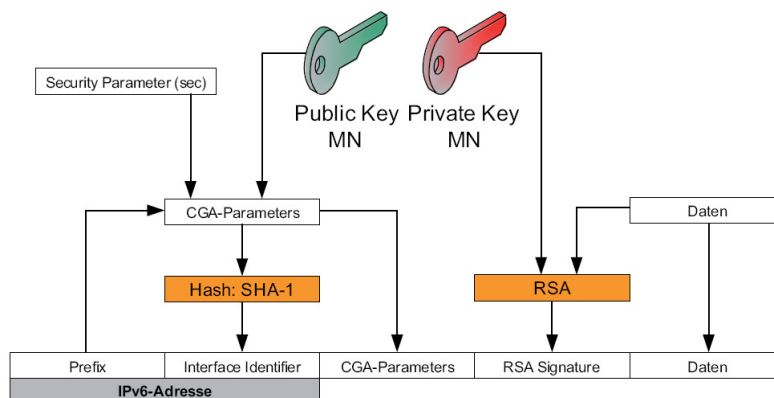 Security Parameter (sec)
Public Key
MN
Private Key
MN
CGA-Parameters
Daten
Hash: SHA-1
RSA
Prefix
Interface Identifier
CGA-Parameters
RSA Signature
Daten
IPv6-Adresse